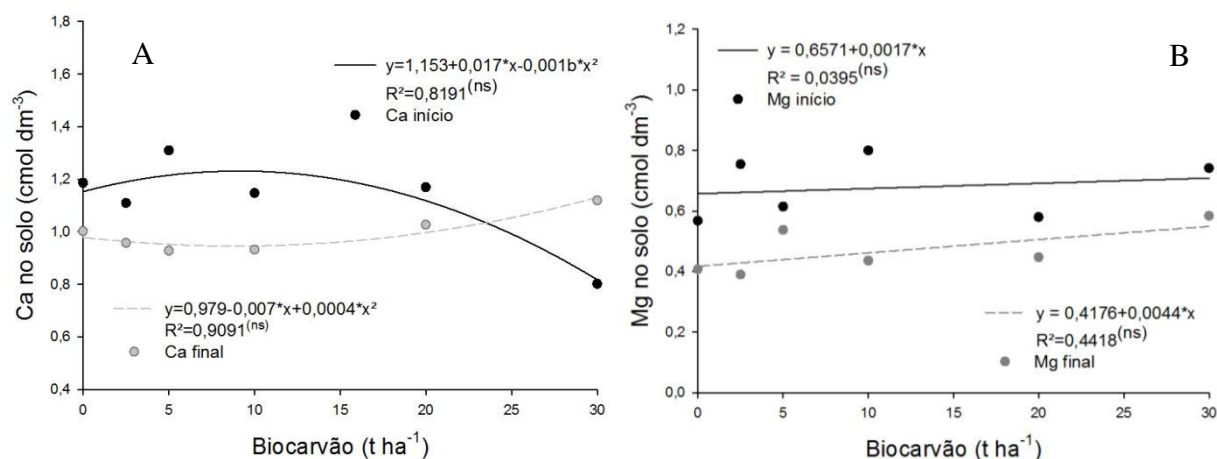 A
1,8
1,6
1,4
1,2
1,0
0,8
0,6
0,4
Ca no solo (cmol dm⁻³)
y=1,153+0,017*x-0,001b*x²
R²=0,8191(ns)
Ca início
y=0,979-0,007*x+0,0004*x²
R²=0,9091(ns)
Ca final
0 5 10 15 20 25 30
Biocarvão (t ha⁻¹)
B
1,2
1,0
0,8
0,6
0,4
0,2
0,0
Mg no solo (cmol dm⁻³)
y = 0,6571+0,0017*x
R² = 0,0395(ns)
Mg início
y = 0,4176+0,0044*x
R²=0,4418(ns)
Mg final
0 5 10 15 20 25 30
Biocarvão (t ha⁻¹)